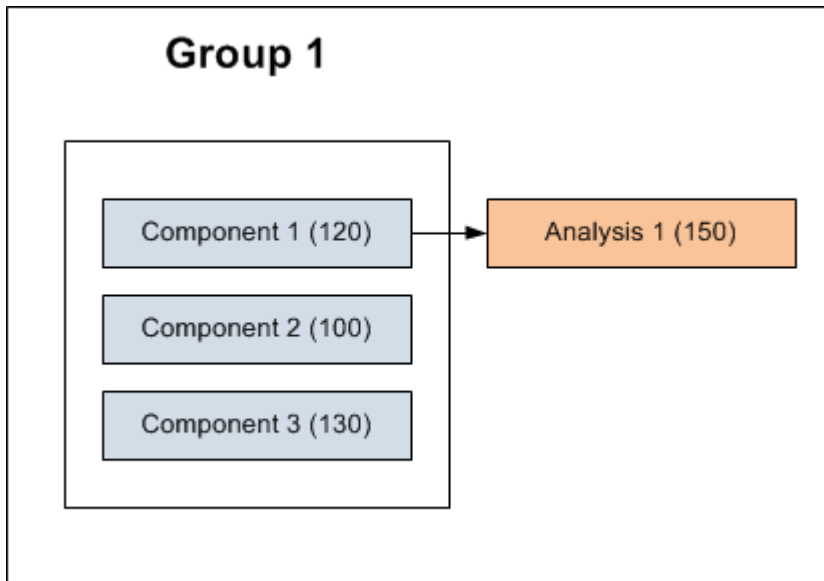 Group 1
Component 1 (120)
Analysis 1 (150)
Component 2 (100)
Component 3 (130)